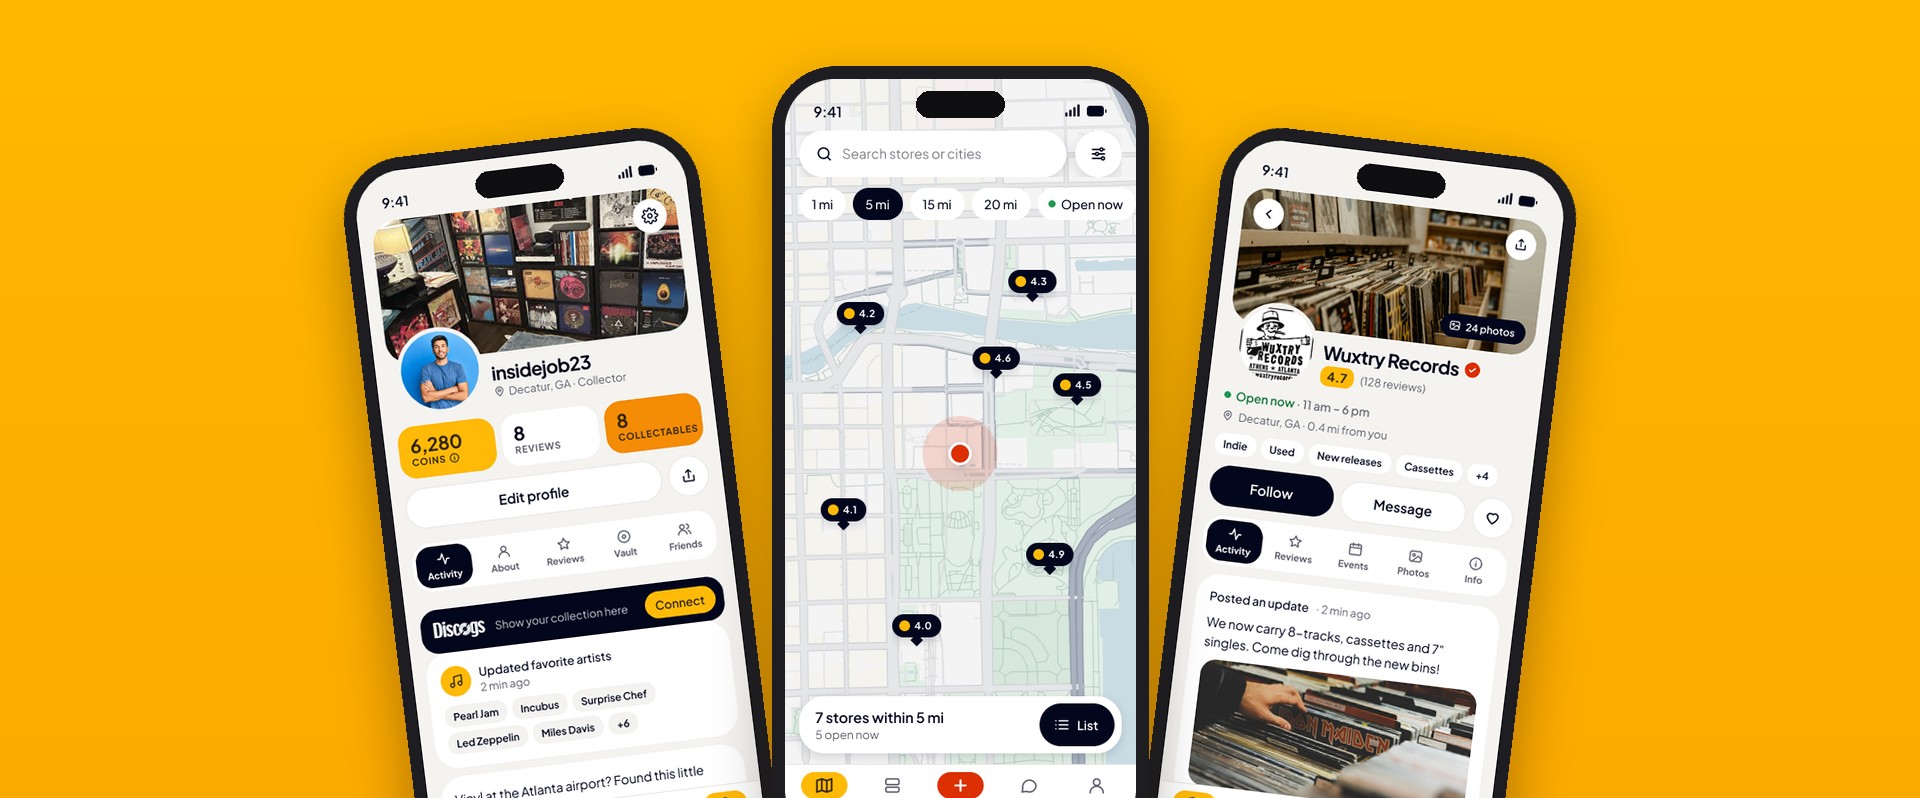 9:41
insidejob23
Decatur, GA · Collector
6,280
COINS
8
REVIEWS
8
COLLECTABLES
Edit profile
Activity
About
Reviews
Vault
Friends
Discogs
Show your collection here
Connect
Updated favorite artists
2 min ago
Pearl Jam
Incubus
Surprise Chef
Led Zeppelin
Miles Davis
+6
Vinyl at the Atlanta airport? Found this little
9:41
Search stores or cities
1 mi
5 mi
15 mi
20 mi
Open now
4.3
4.2
4.6
4.5
4.1
4.9
4.0
7 stores within 5 mi
5 open now
List
9:41
24 photos
WUXTRY
RECORDS
ATHENS ★ ATLANTA
wuxtryrecords
Wuxtry Records
4.7
(128 reviews)
Open now · 11 am – 6 pm
Decatur, GA · 0.4 mi from you
Indie
Used
New releases
Cassettes
+4
Follow
Message
Activity
Reviews
Events
Photos
Info
Posted an update · 2 min ago
We now carry 8-tracks, cassettes and 7"
singles. Come dig through the new bins!
IRON MAIDEN